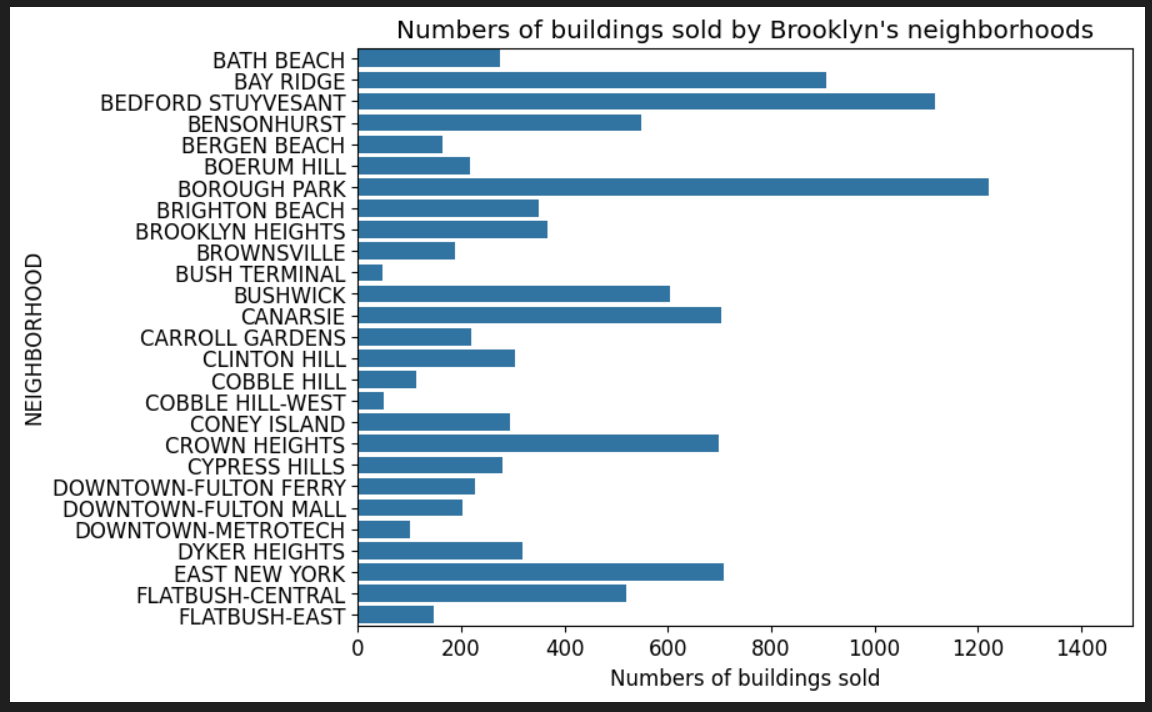 Numbers of buildings sold by Brooklyn's neighborhoods
NEIGHBORHOOD
BATH BEACH
BAY RIDGE
BEDFORD STUYVESANT
BENSONHURST
BERGEN BEACH
BOERUM HILL
BOROUGH PARK
BRIGHTON BEACH
BROOKLYN HEIGHTS
BROWNSVILLE
BUSH TERMINAL
BUSHWICK
CANARSIE
CARROLL GARDENS
CLINTON HILL
COBBLE HILL
COBBLE HILL-WEST
CONEY ISLAND
CROWN HEIGHTS
CYPRESS HILLS
DOWNTOWN-FULTON FERRY
DOWNTOWN-FULTON MALL
DOWNTOWN-METROTECH
DYKER HEIGHTS
EAST NEW YORK
FLATBUSH-CENTRAL
FLATBUSH-EAST
0 200 400 600 800 1000 1200 1400
Numbers of buildings sold